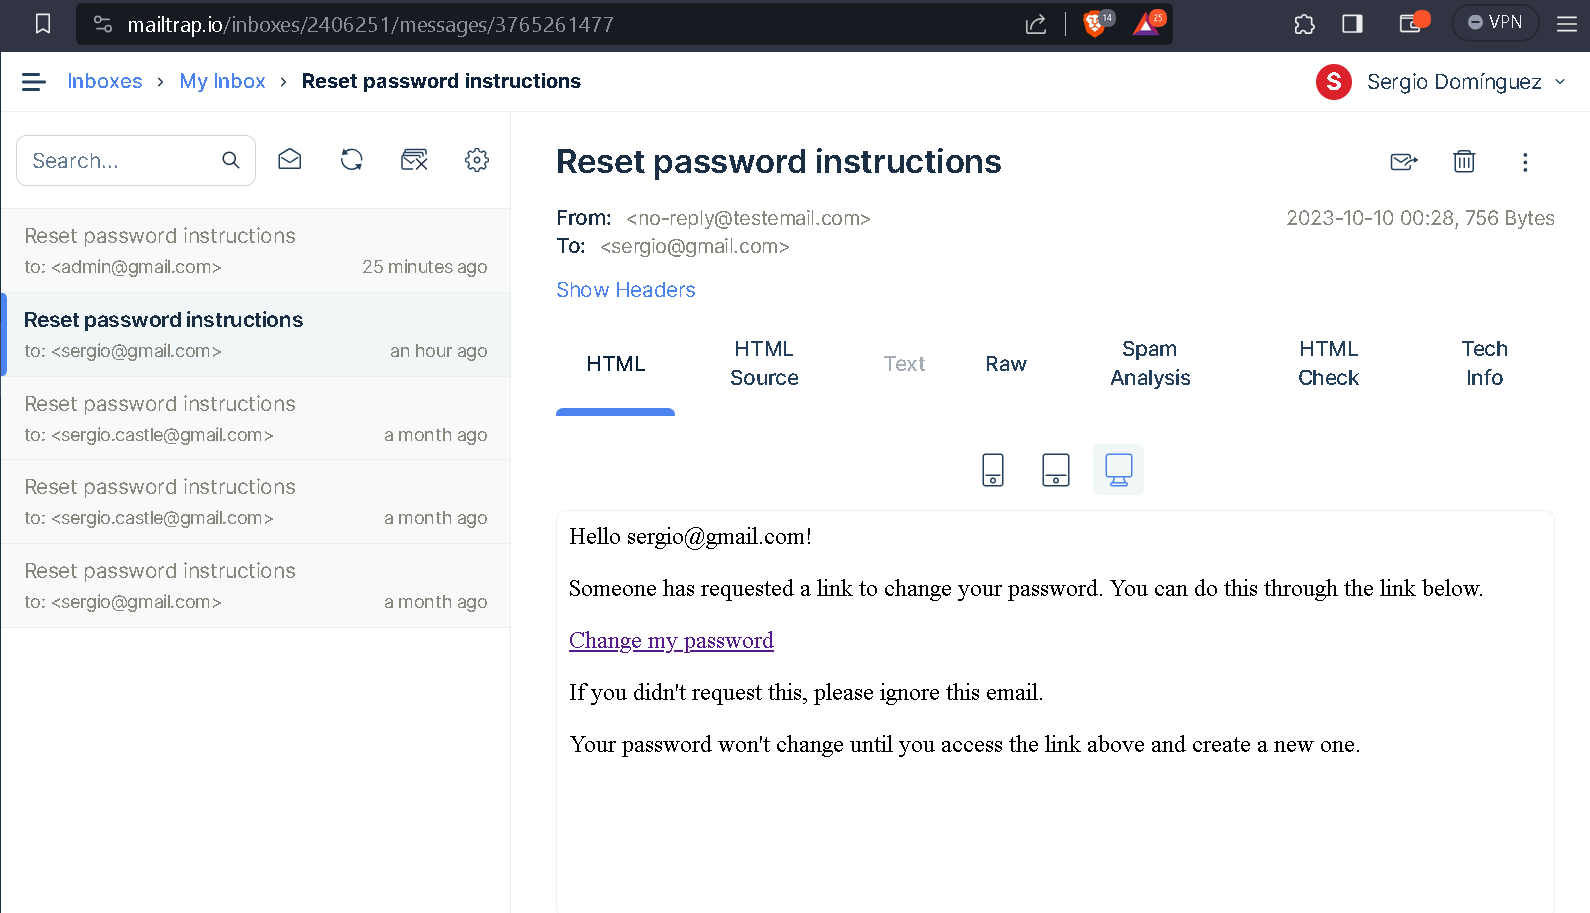 mailtrap.io/inboxes/2406251/messages/3765261477
14
25
VPN
Inboxes > My Inbox > Reset password instructions
S Sergio Domínguez
Search...
Reset password instructions
to: <admin@gmail.com> 25 minutes ago
Reset password instructions
to: <sergio@gmail.com> an hour ago
Reset password instructions
to: <sergio.castle@gmail.com> a month ago
Reset password instructions
to: <sergio.castle@gmail.com> a month ago
Reset password instructions
to: <sergio@gmail.com> a month ago
Reset password instructions
From: <no-reply@testemail.com> 2023-10-10 00:28, 756 Bytes
To: <sergio@gmail.com>
Show Headers
HTML
HTML
Source
Text
Raw
Spam
Analysis
HTML
Check
Tech
Info
Hello sergio@gmail.com!
Someone has requested a link to change your password. You can do this through the link below.
Change my password
If you didn't request this, please ignore this email.
Your password won't change until you access the link above and create a new one.